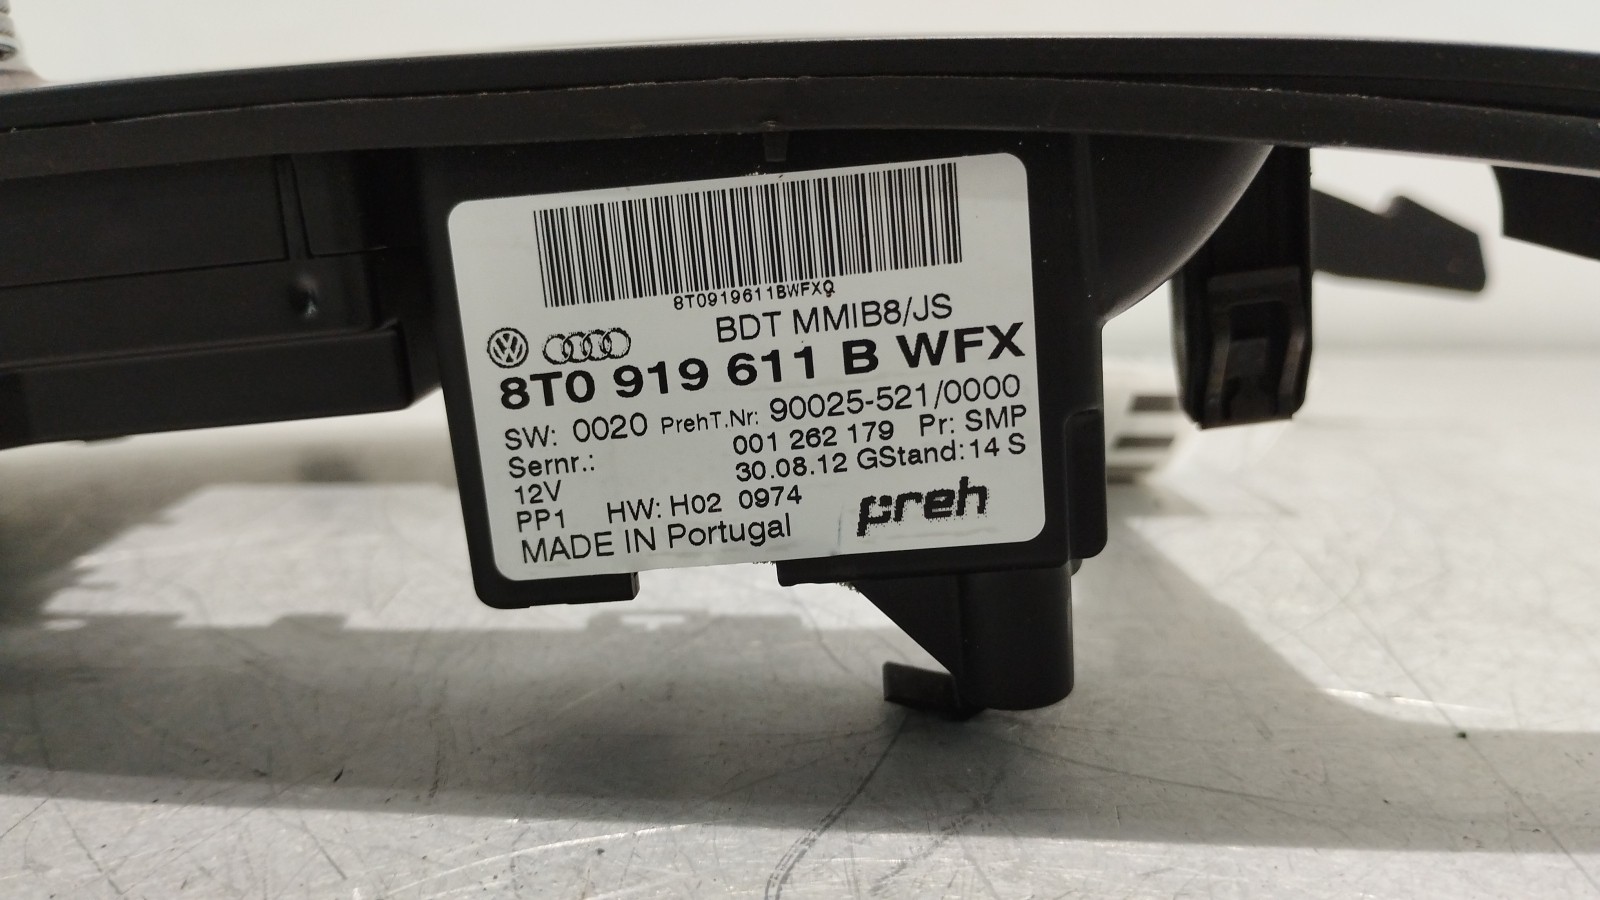 8T0919611BWFXQ
BDT MMIB8/JS
8T0 919 611 B WFX
SW: 0020 PrehT.Nr: 90025-521/0000
Sernr.: 001 262 179 Pr: SMP
12V 30.08.12 GStand: 14 S
PP1 HW: H02 0974
MADE IN Portugal preh